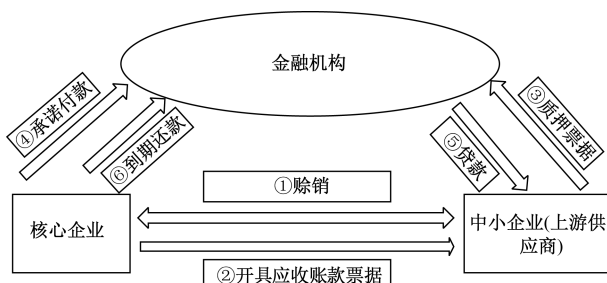 金融机构
④承诺付款
⑥到期还款
③质押票据
⑤贷款
①赊销
核心企业
中小企业(上游供
应商)
②开具应收账款票据